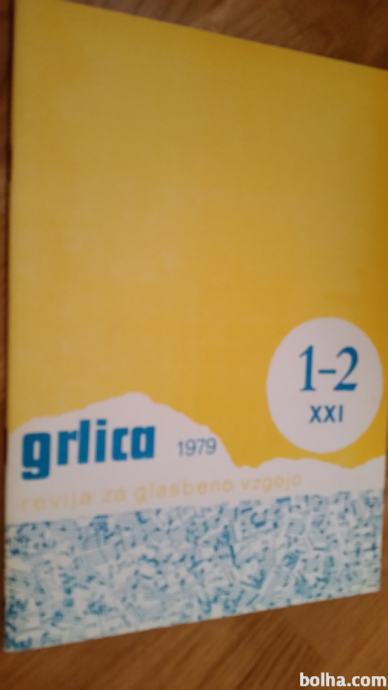 1-2
XXI
grlica 1979
revija za glasbeno vzgojo
bolha.com